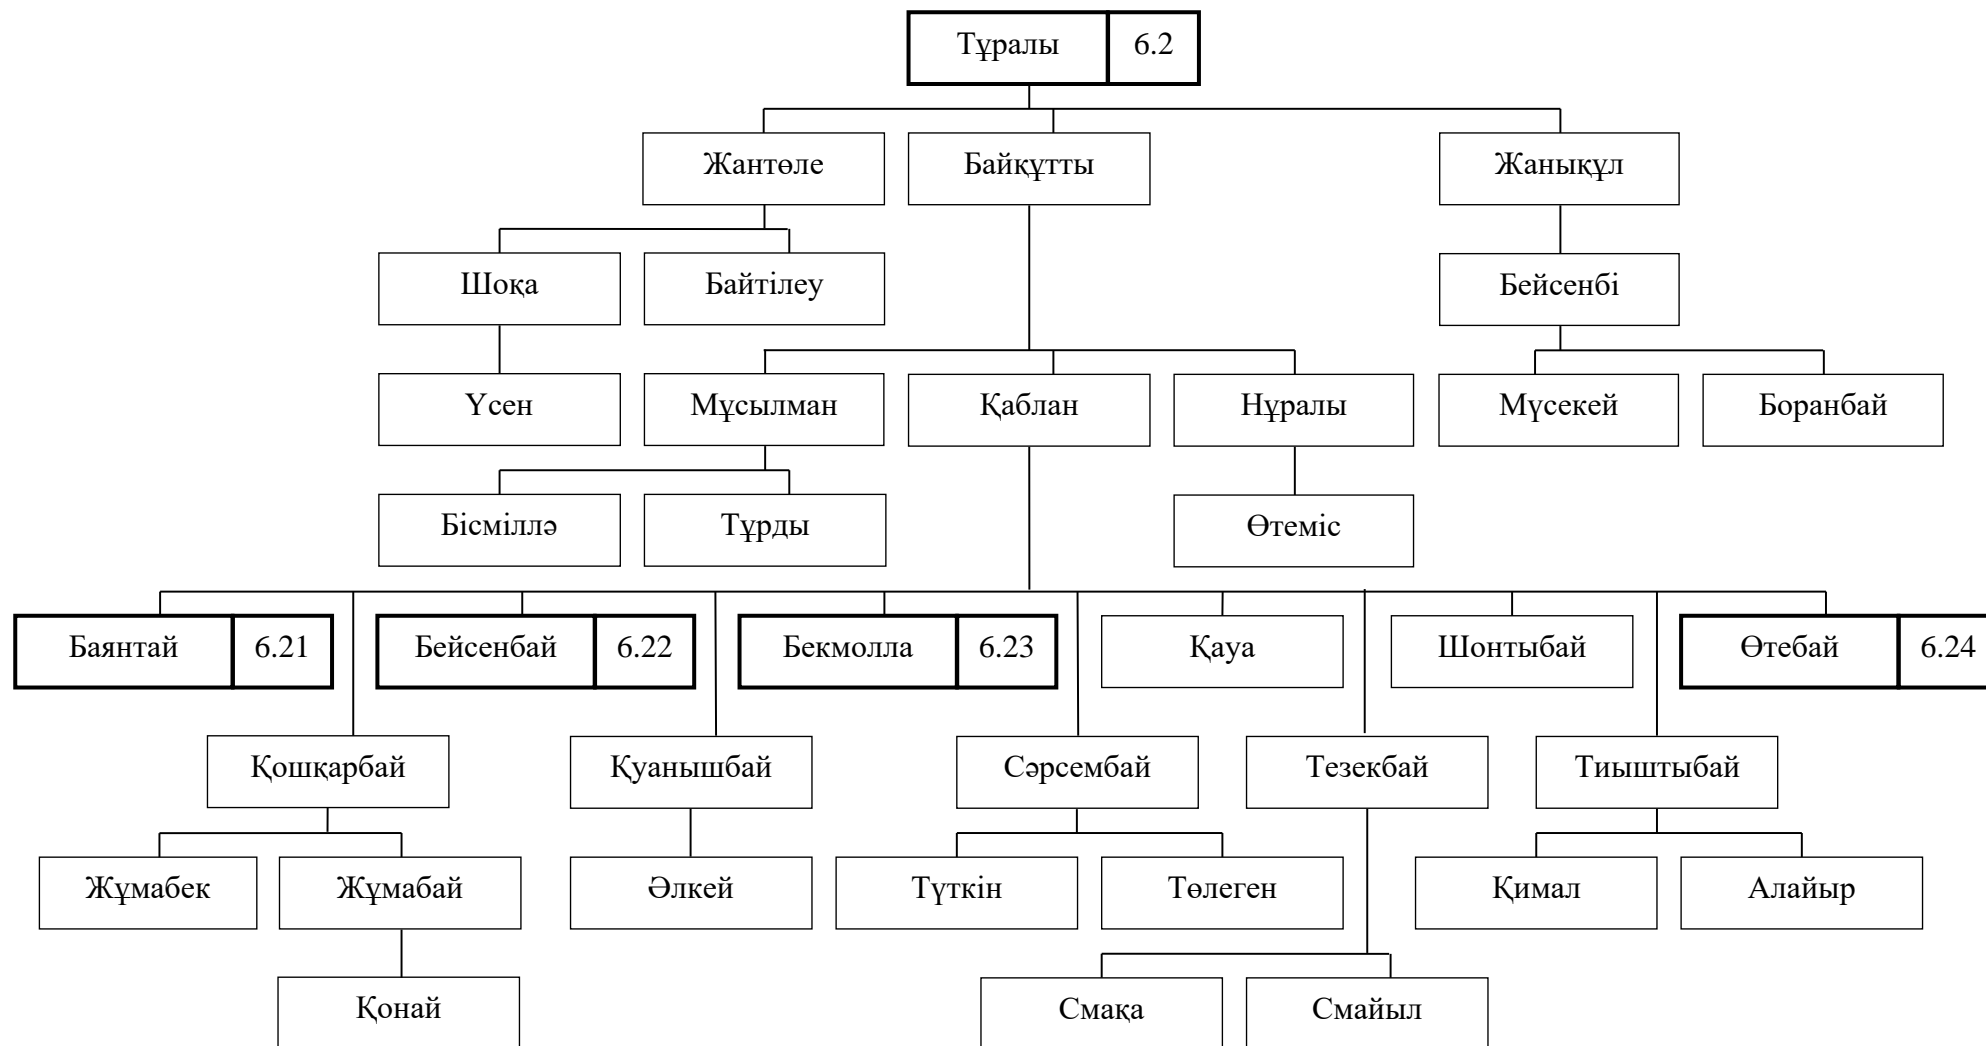 Тұралы 6.2
Жантөле Байқұтты Жанықұл
Шоқа Байтілеу Бейсенбі
Үсен Мұсылман Қаблан Нұралы Мүсекей Боранбай
Бісміллә Тұрды Өтеміс
Баянтай 6.21 Бейсенбай 6.22 Бекмолла 6.23 Қауа Шонтыбай Өтебай 6.24
Қошқарбай Қуанышбай Сәрсембай Тезекбай Тиыштыбай
Жұмабек Жұмабай Әлкей Түткін Төлеген Қимал Алайыр
Қонай Смақа Смайыл